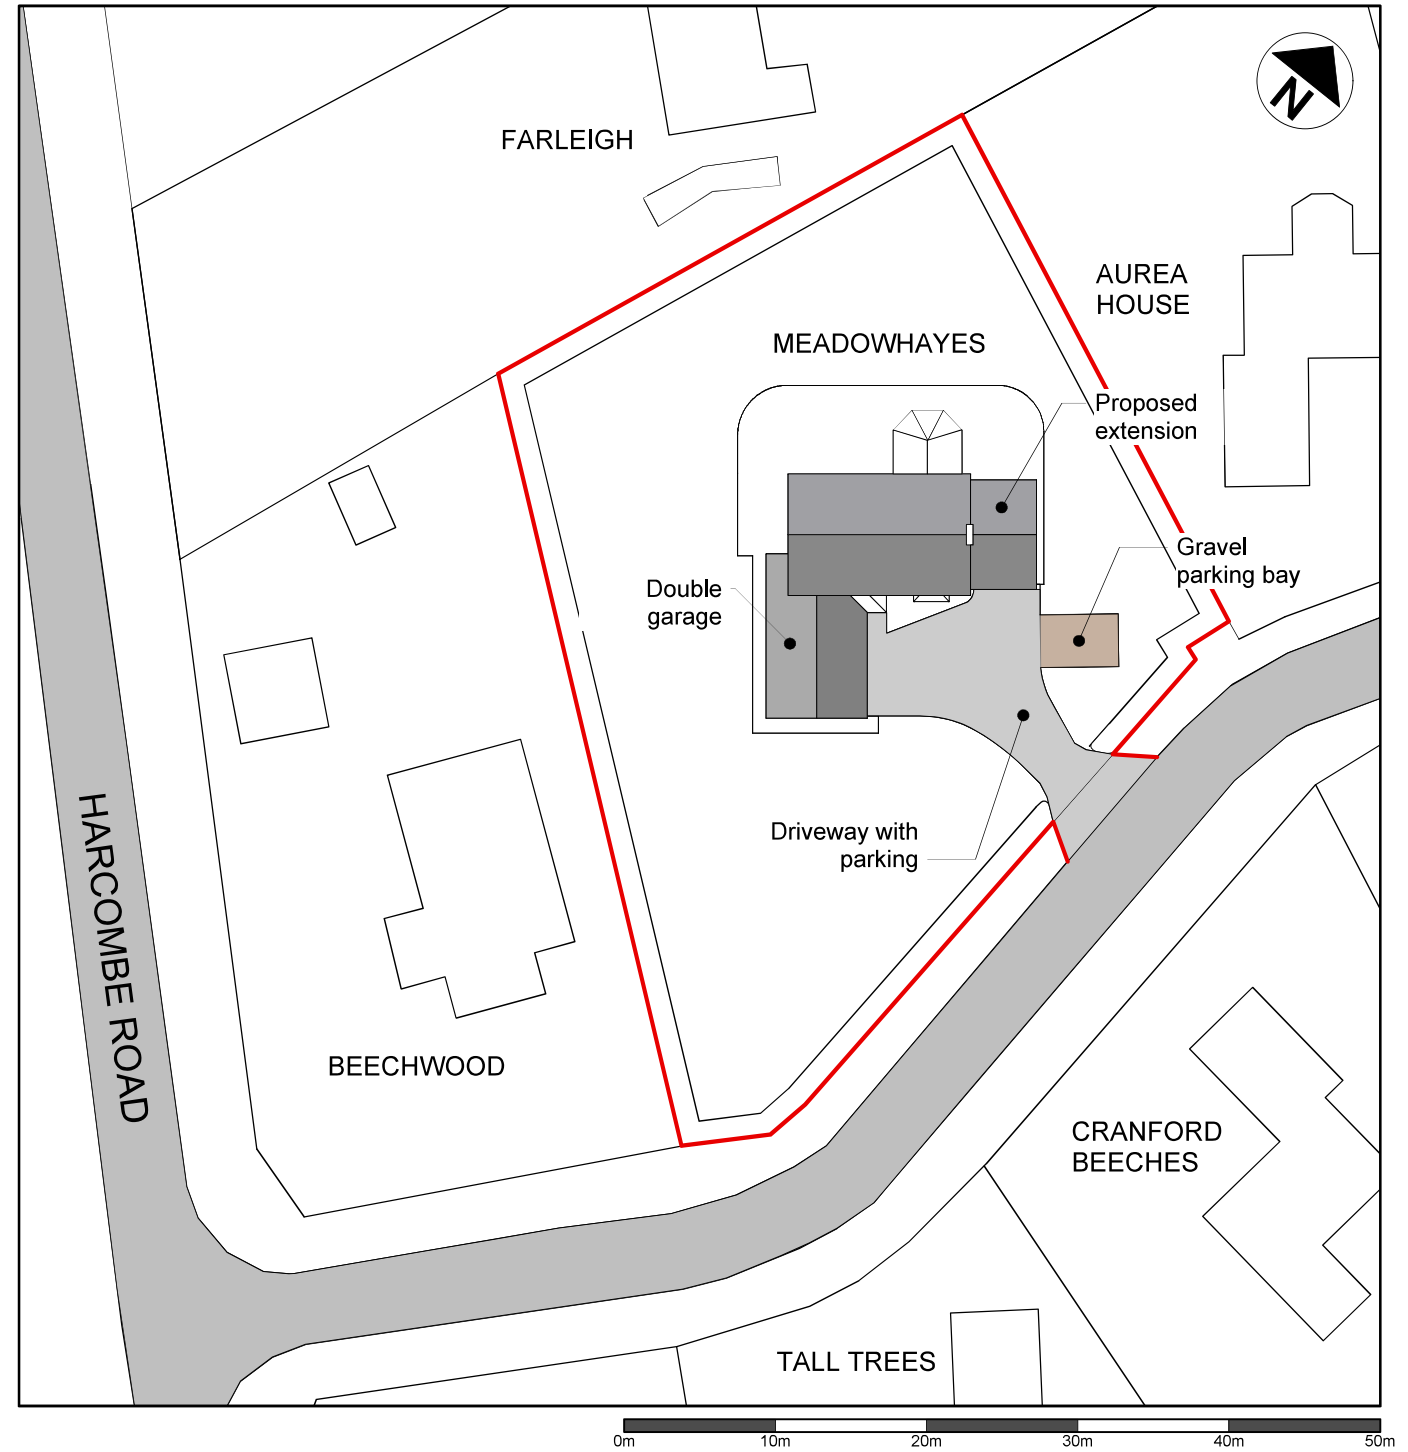 N
FARLEIGH
AUREA
HOUSE
MEADOWHAYES
Proposed
extension
Gravel
parking bay
Double
garage
Driveway with
parking
HARCOMBE ROAD
BEECHWOOD
CRANFORD
BEECHES
TALL TREES
0m 10m 20m 30m 40m 50m